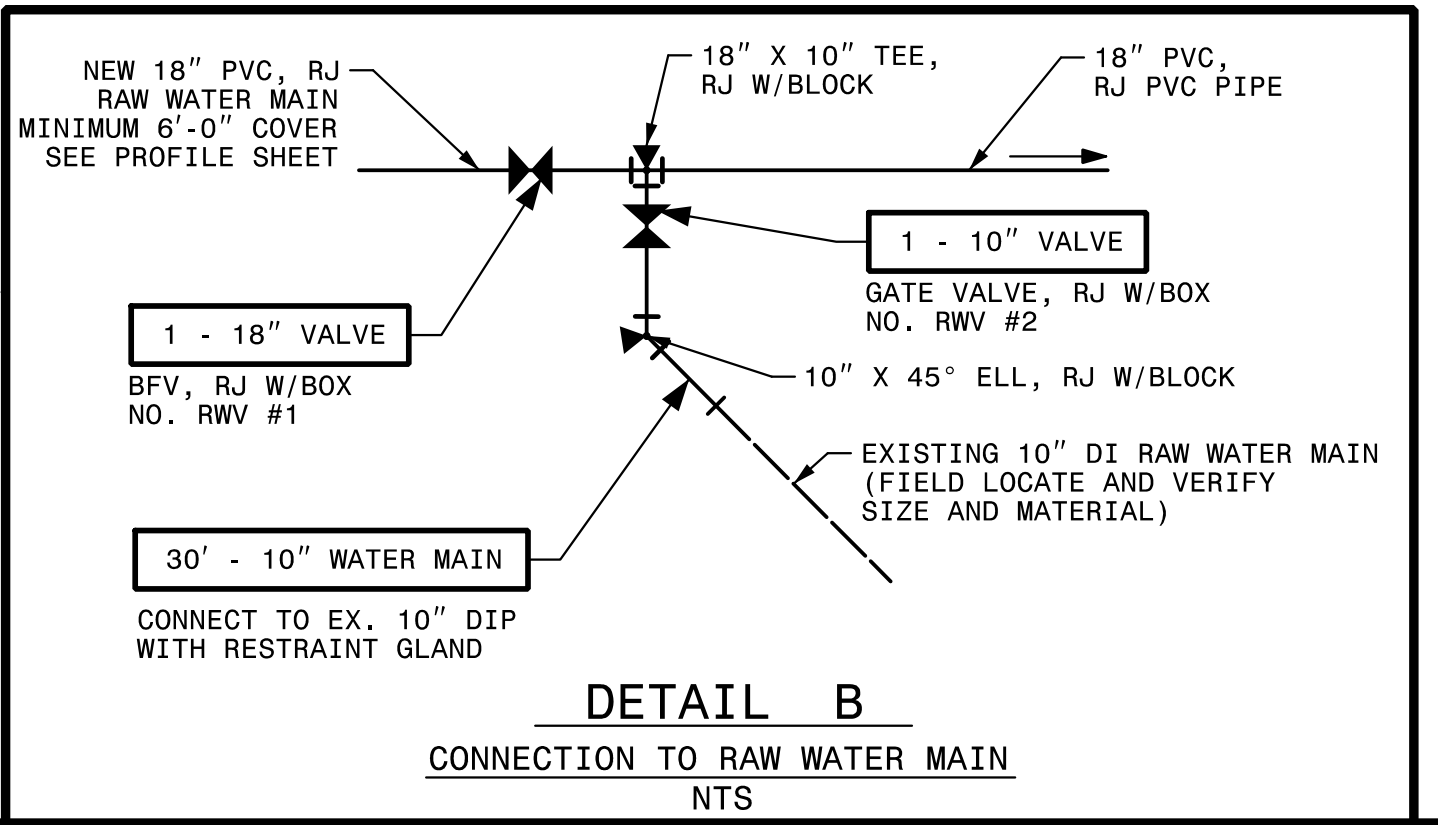 NEW 18" PVC, RJ
RAW WATER MAIN
MINIMUM 6'-0" COVER
SEE PROFILE SHEET
18" X 10" TEE,
RJ W/BLOCK
18" PVC,
RJ PVC PIPE
1 - 10" VALVE
GATE VALVE, RJ W/BOX
NO. RWV #2
1 - 18" VALVE
BFV, RJ W/BOX
NO. RWV #1
10" X 45° ELL, RJ W/BLOCK
EXISTING 10" DI RAW WATER MAIN
(FIELD LOCATE AND VERIFY
SIZE AND MATERIAL)
30' - 10" WATER MAIN
CONNECT TO EX. 10" DIP
WITH RESTRAINT GLAND
DETAIL B
CONNECTION TO RAW WATER MAIN
NTS